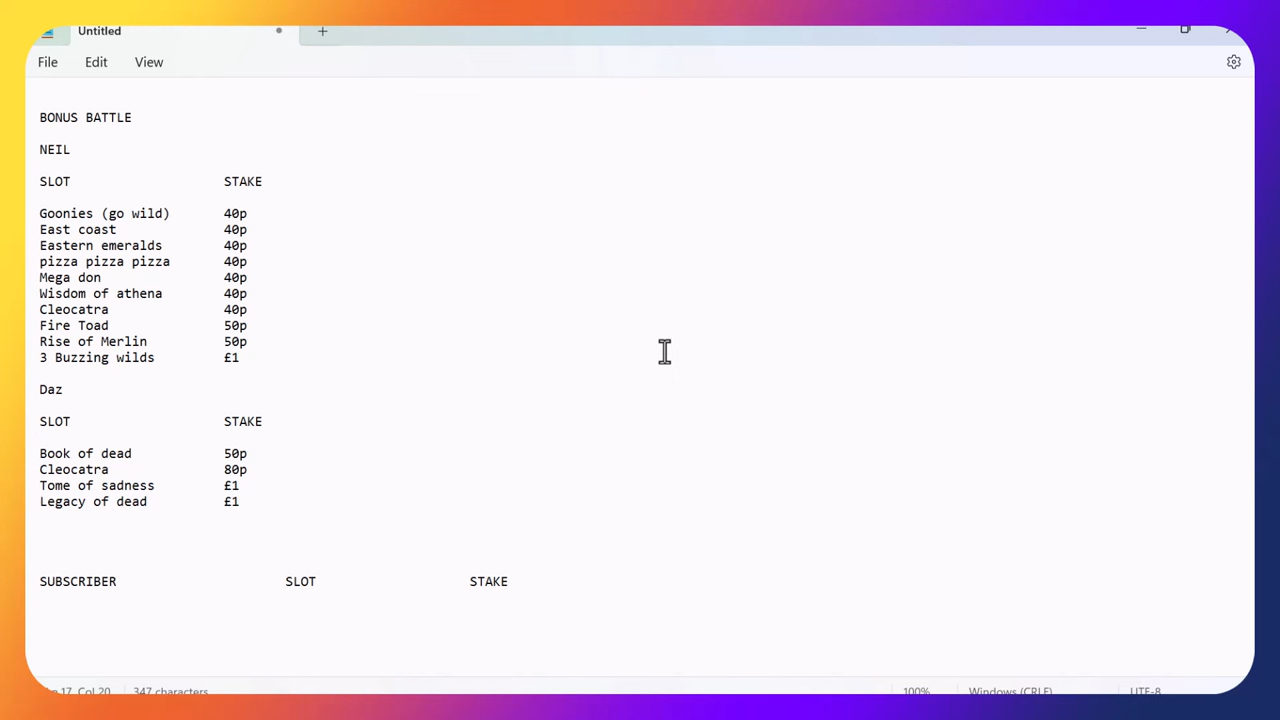 Untitled
File Edit View
BONUS BATTLE
NEIL
SLOT STAKE
Goonies (go wild) 40p
East coast 40p
Eastern emeralds 40p
pizza pizza pizza 40p
Mega don 40p
Wisdom of athena 40p
Cleocatra 40p
Fire Toad 50p
Rise of Merlin 50p
3 Buzzing wilds £1
Daz
SLOT STAKE
Book of dead 50p
Cleocatra 80p
Tome of sadness £1
Legacy of dead £1
SUBSCRIBER SLOT STAKE
17, Col 20 347 characters 100% Windows (CRLF) UTF-8